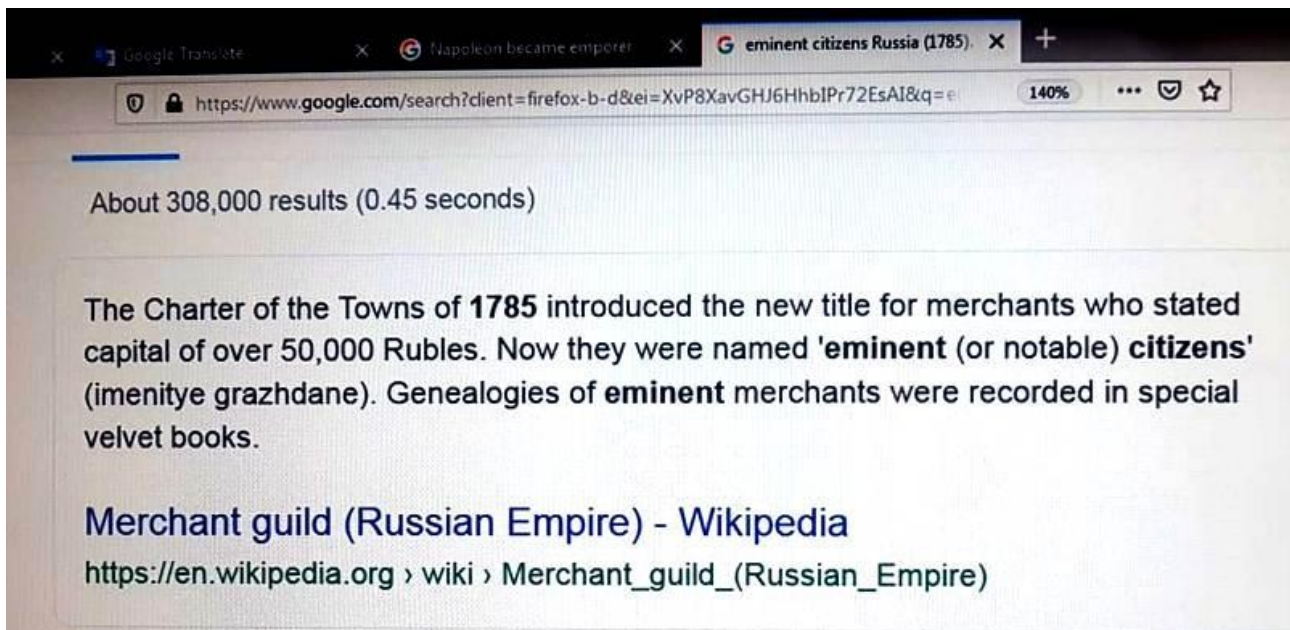 Google Translate Napoleon became emporer eminent citizens Russia (1785).
https://www.google.com/search?client=firefox-b-d&ei=XvP8XavGHJ6HhbIPr72EsAI&q=e 140%
About 308,000 results (0.45 seconds)
The Charter of the Towns of 1785 introduced the new title for merchants who stated
capital of over 50,000 Rubles. Now they were named 'eminent (or notable) citizens'
(imenitye grazhdane). Genealogies of eminent merchants were recorded in special
velvet books.
Merchant guild (Russian Empire) - Wikipedia
https://en.wikipedia.org › wiki › Merchant_guild_(Russian_Empire)